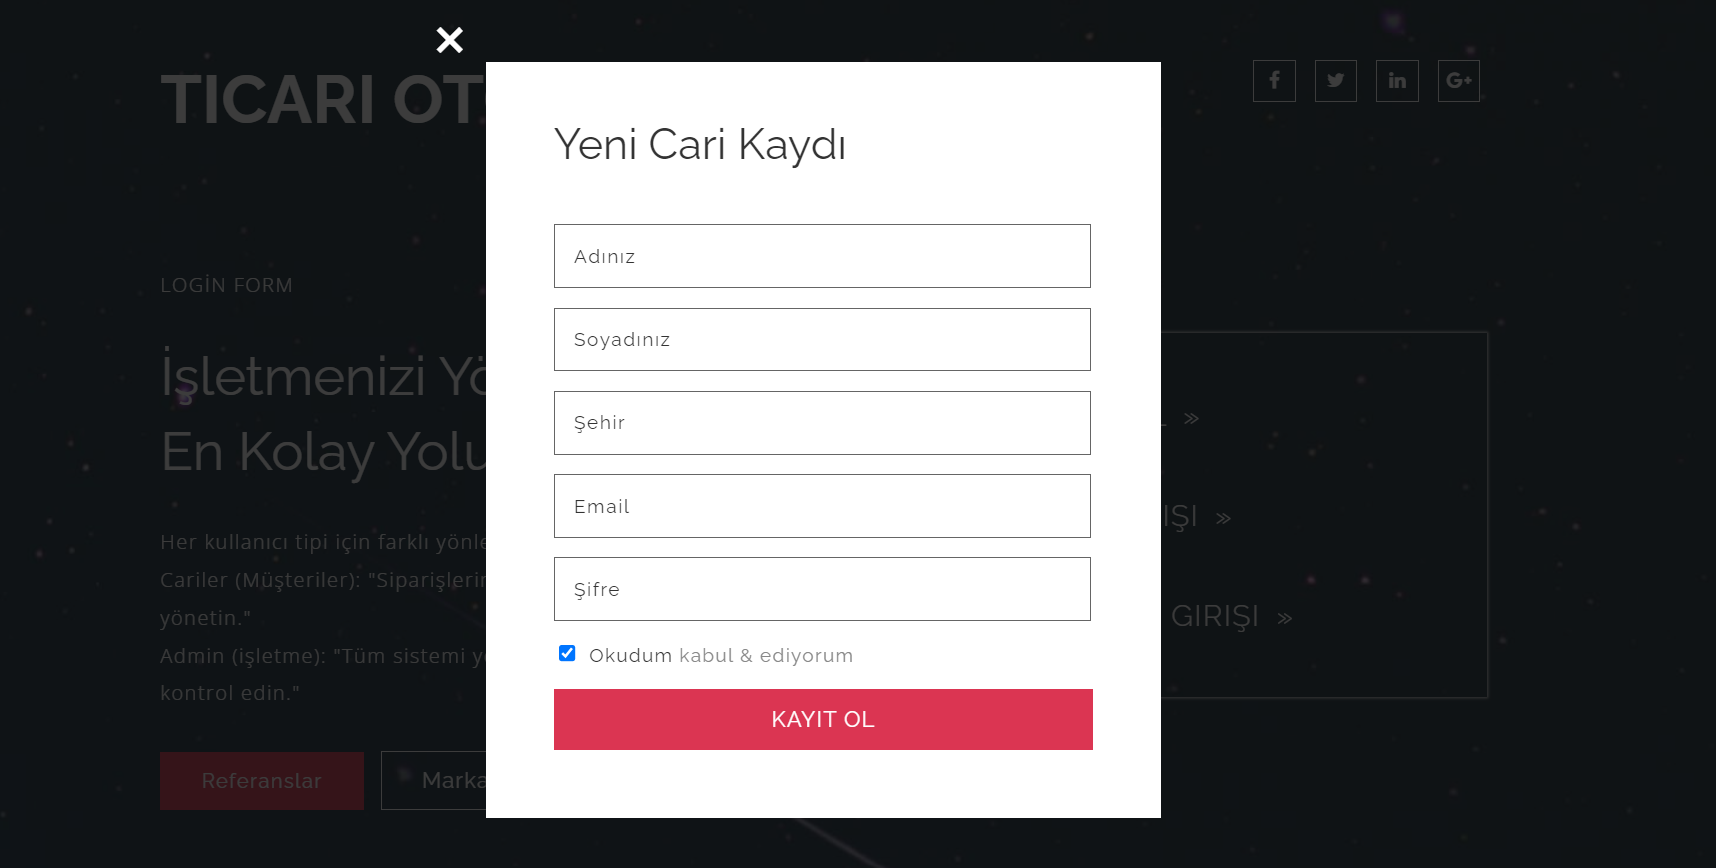 TICARI OT
LOGİN FORM
İşletmenizi Yö
En Kolay Yolu
Her kullanıcı tipi için farklı yönle
Cariler (Müşteriler): "Siparişlerin
yönetin."
Admin (işletme): "Tüm sistemi y
kontrol edin."
Referanslar
Marka
Yeni Cari Kaydı
Adınız
Soyadınız
Şehir
Email
Şifre
Okudum kabul & ediyorum
KAYIT OL
L »
IŞI »
GIRIŞI »